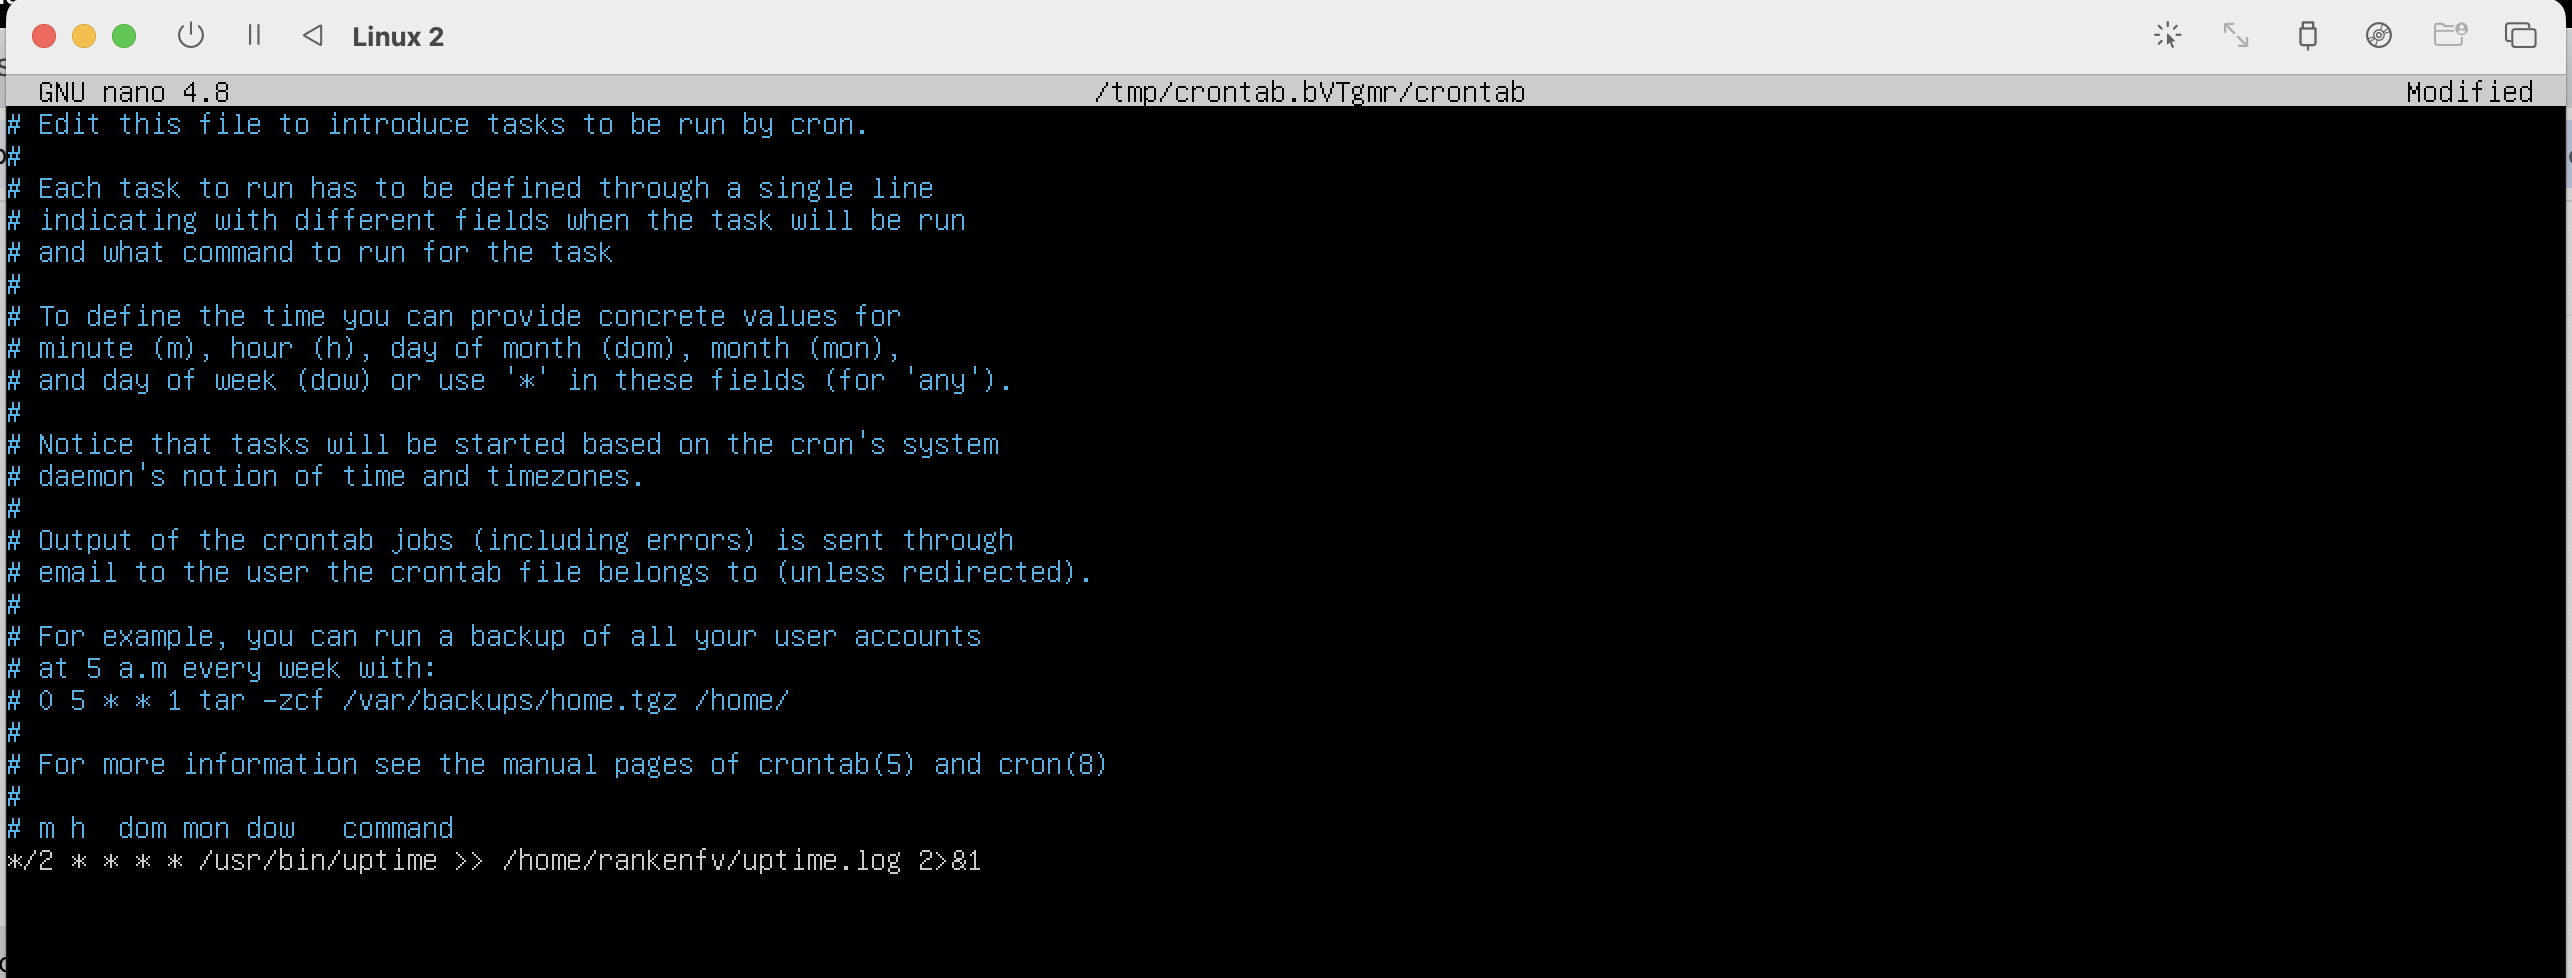 Linux 2
GNU nano 4.8 /tmp/crontab.bVTgmr/crontab Modified
# Edit this file to introduce tasks to be run by cron.
#
# Each task to run has to be defined through a single line
# indicating with different fields when the task will be run
# and what command to run for the task
#
# To define the time you can provide concrete values for
# minute (m), hour (h), day of month (dom), month (mon),
# and day of week (dow) or use '*' in these fields (for 'any').
#
# Notice that tasks will be started based on the cron's system
# daemon's notion of time and timezones.
#
# Output of the crontab jobs (including errors) is sent through
# email to the user the crontab file belongs to (unless redirected).
#
# For example, you can run a backup of all your user accounts
# at 5 a.m every week with:
# 0 5 * * 1 tar -zcf /var/backups/home.tgz /home/
#
# For more information see the manual pages of crontab(5) and cron(8)
#
# m h  dom mon dow   command
*/2 * * * * /usr/bin/uptime >> /home/rankenfv/uptime.log 2>&1